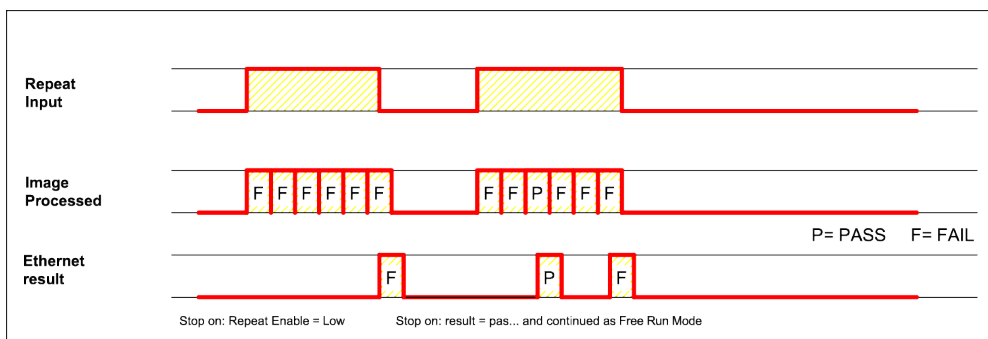 Repeat
Input
Image
Processed
F F F F F F F F P F F F
P= PASS F= FAIL
Ethernet
result
F P F
Stop on: Repeat Enable = Low Stop on: result = pas... and continued as Free Run Mode